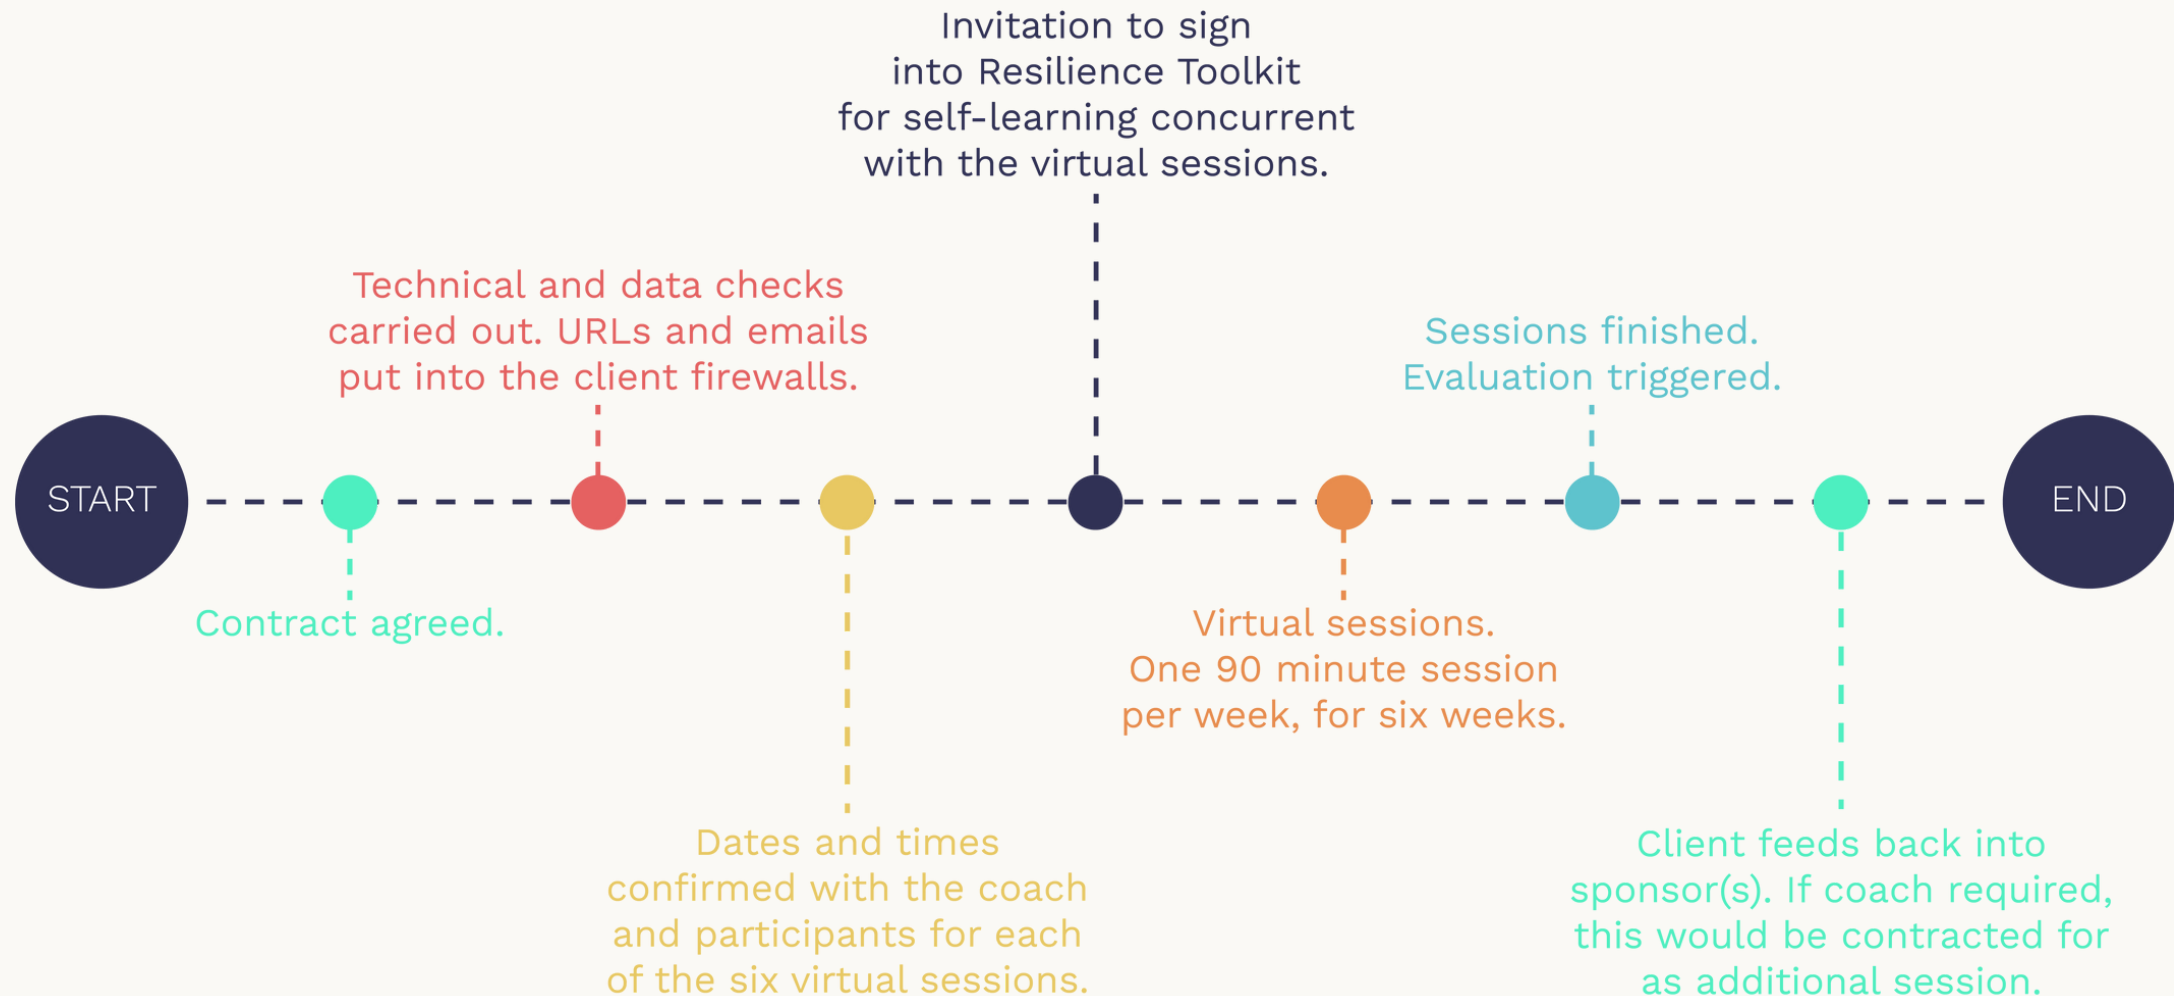 START
Contract agreed.
Technical and data checks
carried out. URLs and emails
put into the client firewalls.
Dates and times
confirmed with the coach
and participants for each
of the six virtual sessions.
Invitation to sign
into Resilience Toolkit
for self-learning concurrent
with the virtual sessions.
Virtual sessions.
One 90 minute session
per week, for six weeks.
Sessions finished.
Evaluation triggered.
Client feeds back into
sponsor(s). If coach required,
this would be contracted for
as additional session.
END